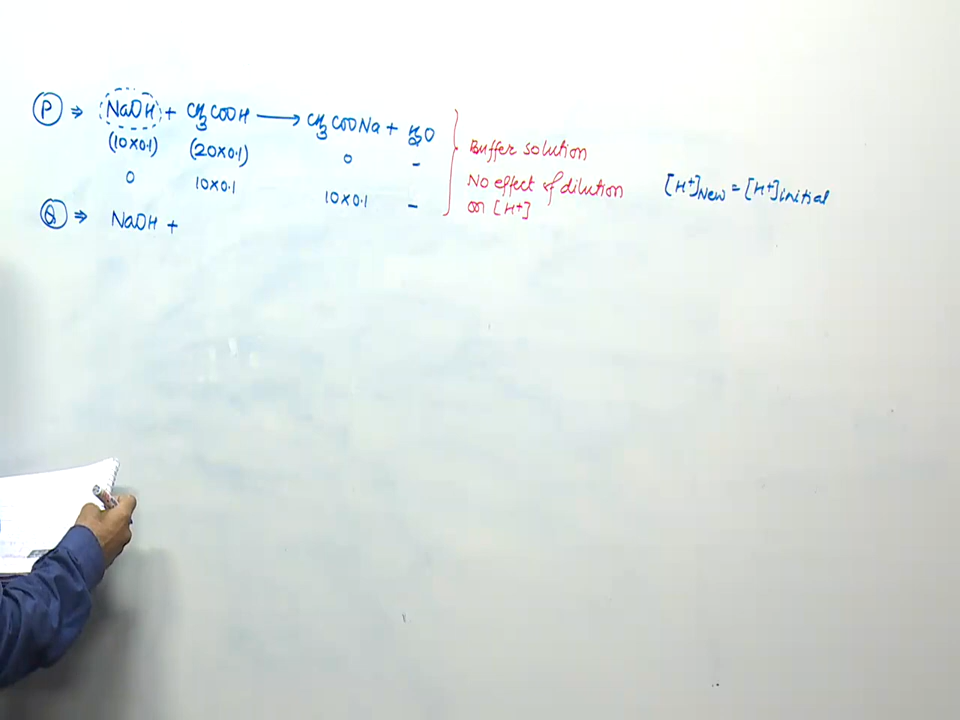 (P) ⇒ NaOH + CH₃COOH ⟶ CH₃COONa + H₂O
(10×0.1) (20×0.1) 0 -
0 10×0.1 10×0.1 -
Buffer solution
No effect of dilution
on [H⁺]
[H⁺]New = [H⁺]initial
(Q) ⇒ NaOH +